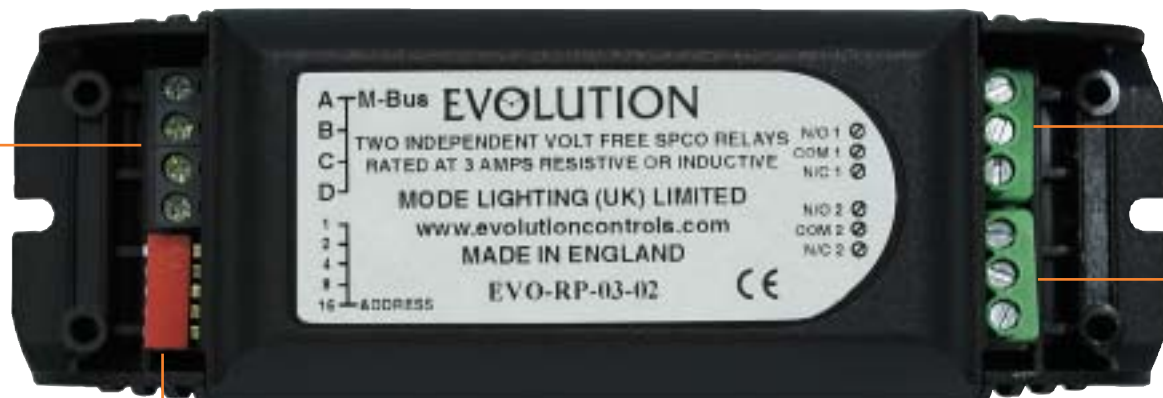 A M-Bus EVOLUTION
B
C
D
TWO INDEPENDENT VOLT FREE SPCO RELAYS
RATED AT 3 AMPS RESISTIVE OR INDUCTIVE
MODE LIGHTING (UK) LIMITED
www.evolutioncontrols.com
MADE IN ENGLAND
EVO-RP-03-02
CE
1
2
4
8
16 ADDRESS
N/O 1
COM 1
N/C 1
N/O 2
COM 2
N/C 2